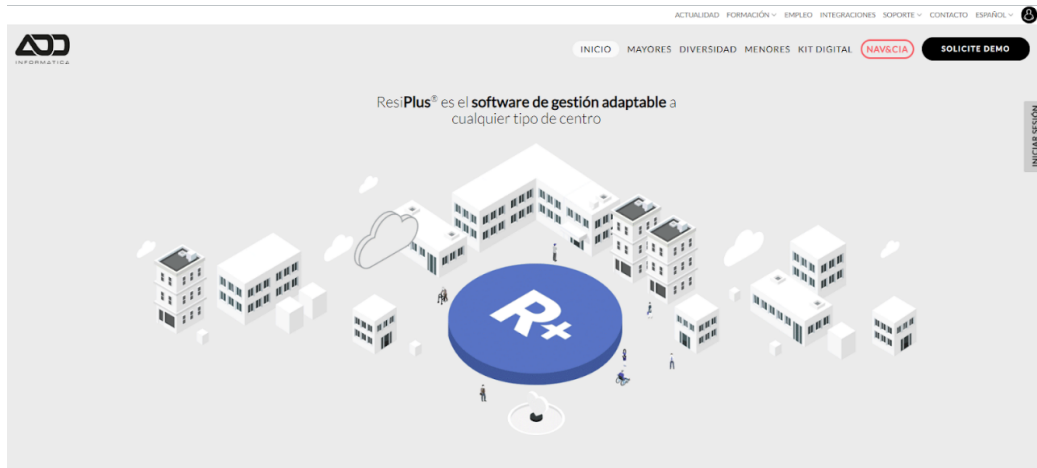 ACTUALIDAD FORMACIÓN EMPLEO INTEGRACIONES SOPORTE CONTACTO ESPAÑOL
ADD
INFORMATICA
INICIO MAYORES DIVERSIDAD MENORES KIT DIGITAL NAV&CIA SOLICITE DEMO
ResiPlus® es el software de gestión adaptable a
cualquier tipo de centro
INICIAR SESIÓN
R+